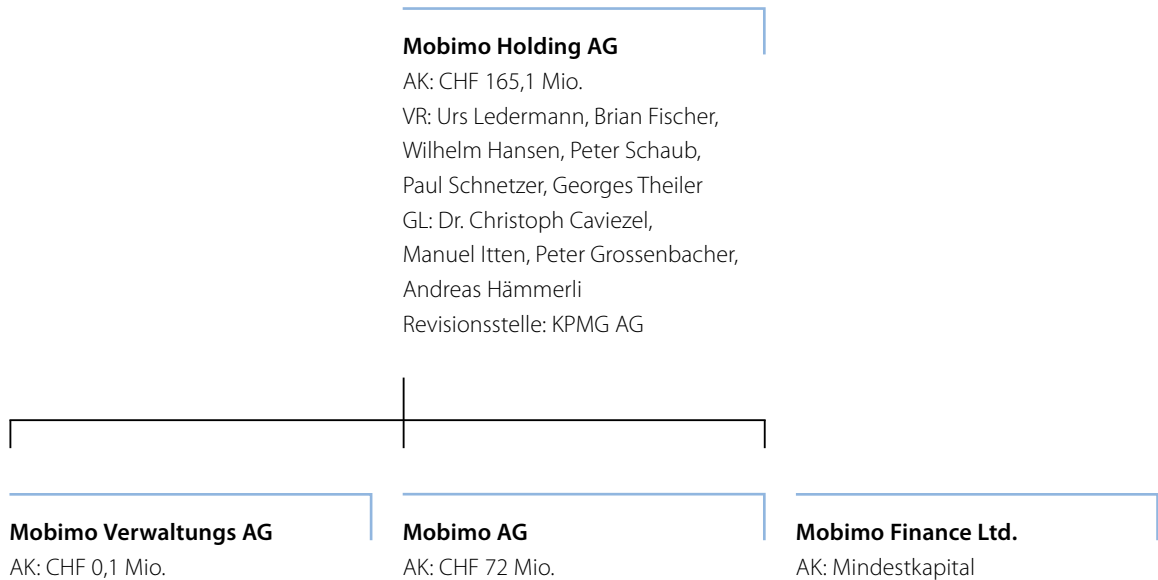 Mobimo Holding AG
AK: CHF 165,1 Mio.
VR: Urs Ledermann, Brian Fischer,
Wilhelm Hansen, Peter Schaub,
Paul Schnetzer, Georges Theiler
GL: Dr. Christoph Caviezel,
Manuel Itten, Peter Grossenbacher,
Andreas Hämmerli
Revisionsstelle: KPMG AG
Mobimo Verwaltungs AG
AK: CHF 0,1 Mio.
Mobimo AG
AK: CHF 72 Mio.
Mobimo Finance Ltd.
AK: Mindestkapital